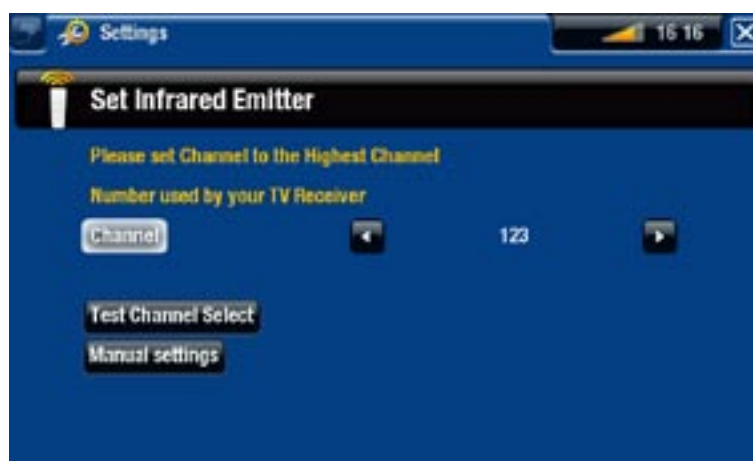 Settings
16 16
Set Infrared Emitter
Please set Channel to the Highest Channel
Number used by your TV Receiver
Channel
123
Test Channel Select
Manual settings